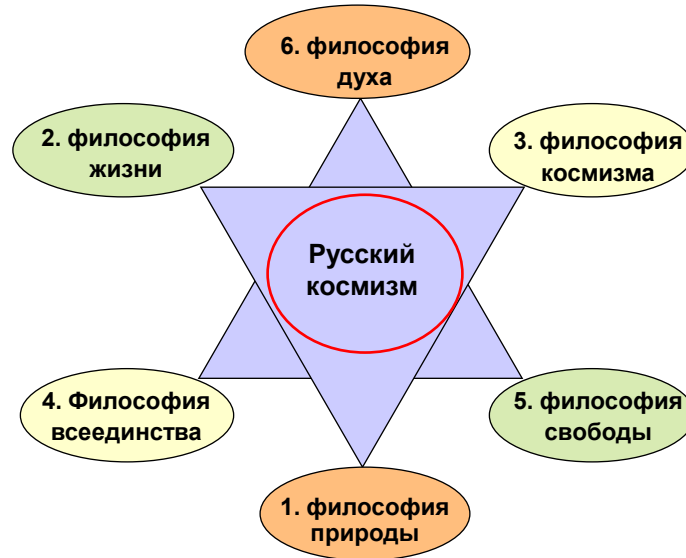 6. философия
духа
2. философия
жизни
3. философия
космизма
Русский
космизм
4. Философия
всеединства
5. философия
свободы
1. философия
природы